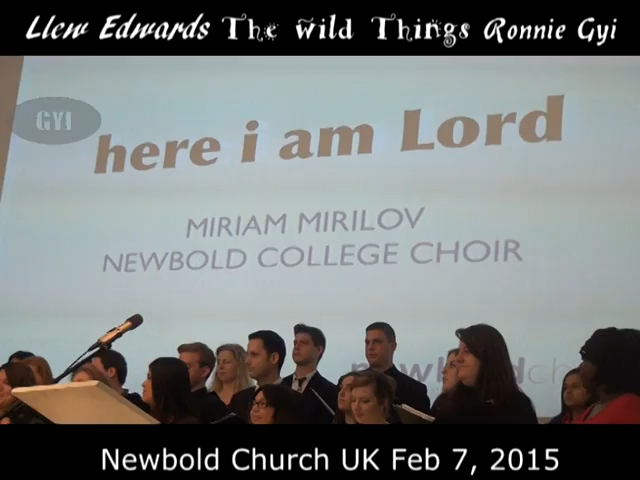 Llew Edwards The Wild Things Ronnie Gyi
GYI
here i am Lord
MIRIAM MIRILOV
NEWBOLD COLLEGE CHOIR
newboldch
Newbold Church UK Feb 7, 2015